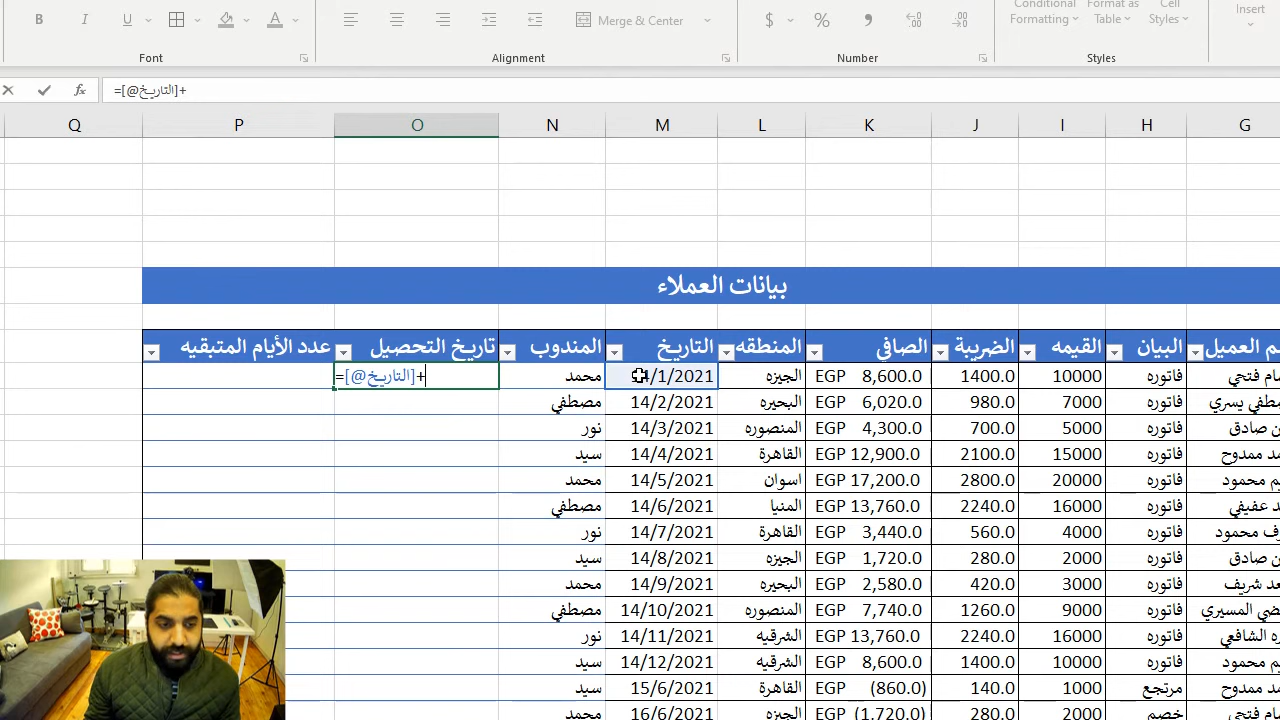 B I U A Merge & Center $ % Conditional Formatting Format as Table Cell Styles Insert
Font Alignment Number Styles
fx =[@التاريخ]+
Q P O N M L K J I H G
بيانات العملاء
العميل البيان القيمه الضريبة الصافي المنطقه التاريخ المندوب تاريخ التحصيل عدد الأيام المتبقيه
فتحي فاتوره 10000 1400.0 EGP 8,600.0 الجيزه /1/2021 محمد =[@التاريخ]+
يسري فاتوره 7000 980.0 EGP 6,020.0 البحيره 14/2/2021 مصطفي
صادق فاتوره 5000 700.0 EGP 4,300.0 المنصوره 14/3/2021 نور
ممدوح فاتوره 15000 2100.0 EGP 12,900.0 القاهرة 14/4/2021 سيد
محمود فاتوره 20000 2800.0 EGP 17,200.0 اسوان 14/5/2021 محمد
عفيفي فاتوره 16000 2240.0 EGP 13,760.0 المنيا 14/6/2021 مصطفي
محمود فاتوره 4000 560.0 EGP 3,440.0 القاهرة 14/7/2021 نور
صادق فاتوره 2000 280.0 EGP 1,720.0 الجيزه 14/8/2021 سيد
شريف فاتوره 3000 420.0 EGP 2,580.0 البحيره 14/9/2021 محمد
المسيري فاتوره 9000 1260.0 EGP 7,740.0 المنصوره 14/10/2021 مصطفي
الشافعي فاتوره 16000 2240.0 EGP 13,760.0 الشرقيه 14/11/2021 نور
محمود فاتوره 10000 1400.0 EGP 8,600.0 الشرقيه 14/12/2021 سيد
ممدوح مرتجع 1000 140.0 EGP (860.0) القاهرة 15/6/2021 سيد
فتحي خصم 2000 280.0 EGP (1,720.0) الجيزه 16/6/2021 محمد